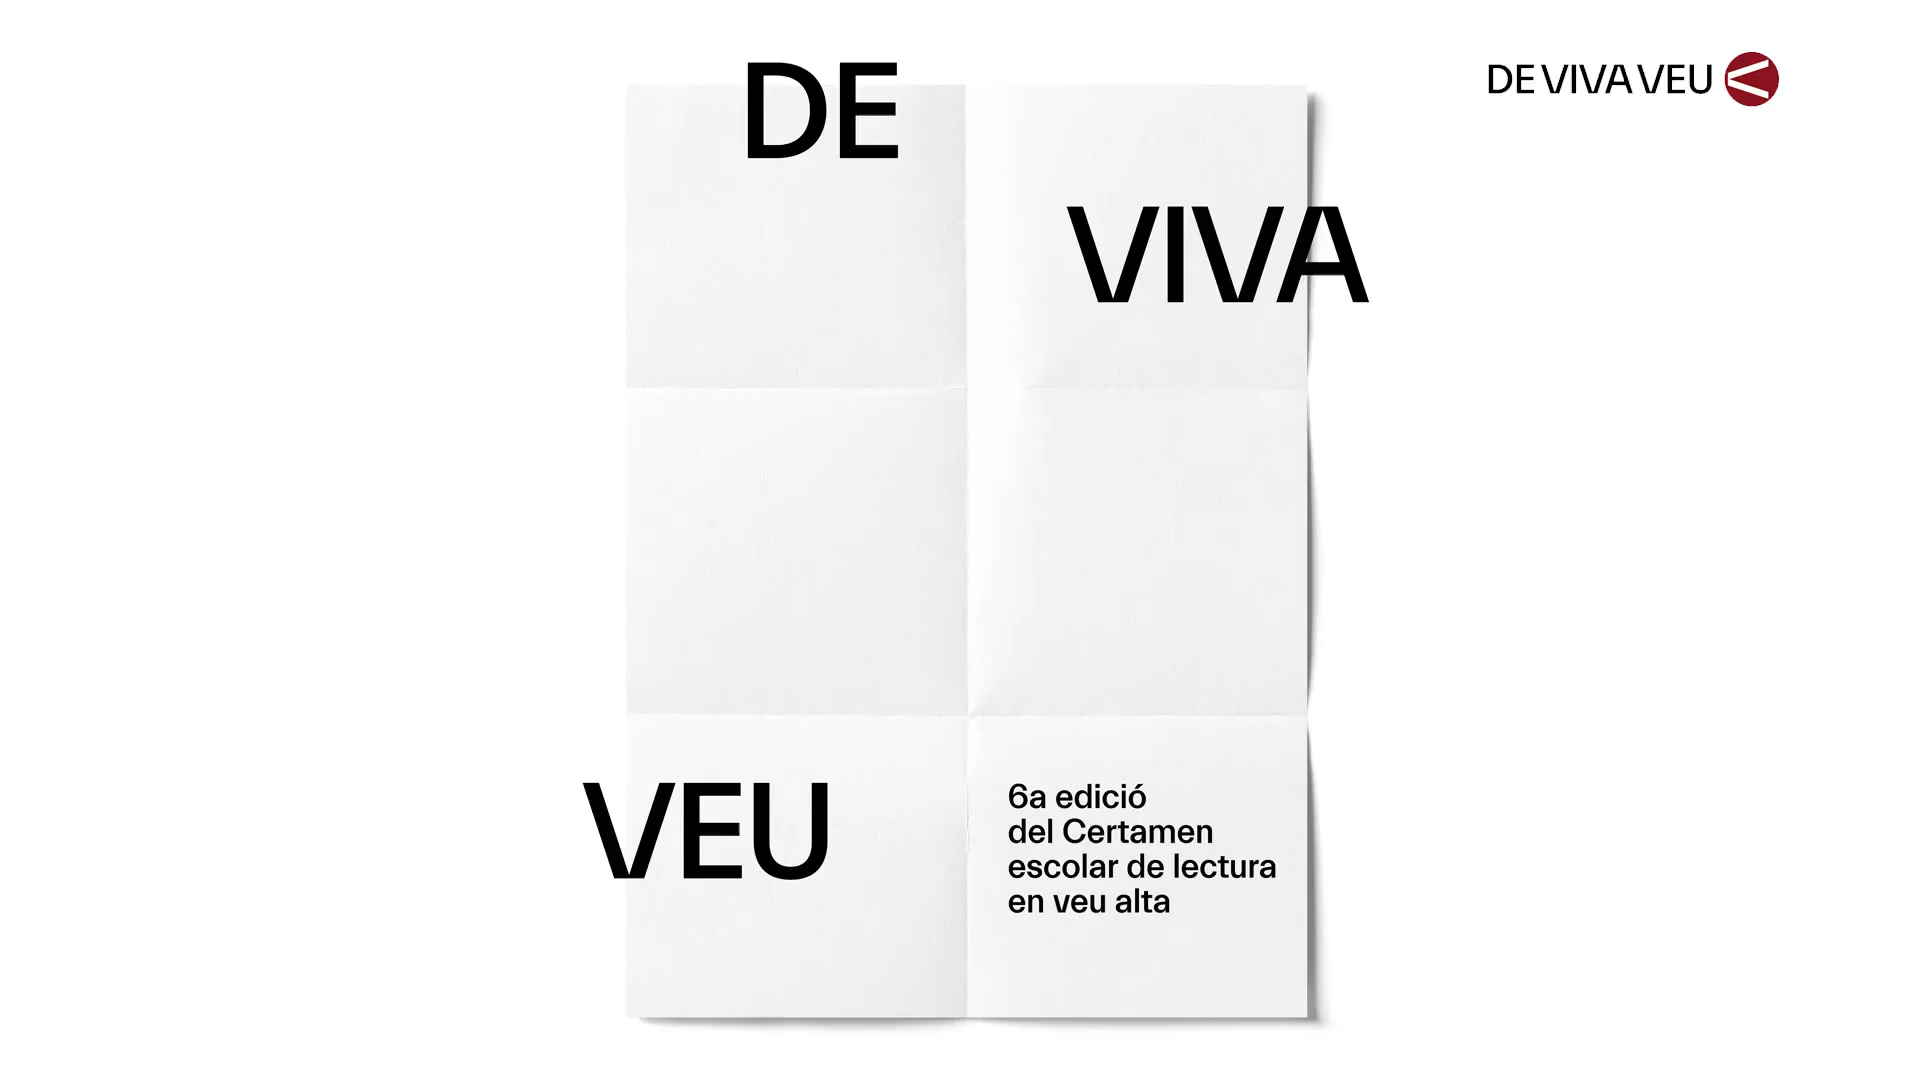 DE
VIVA
VEU
6a edició
del Certamen
escolar de lectura
en veu alta
DE VIVA VEU